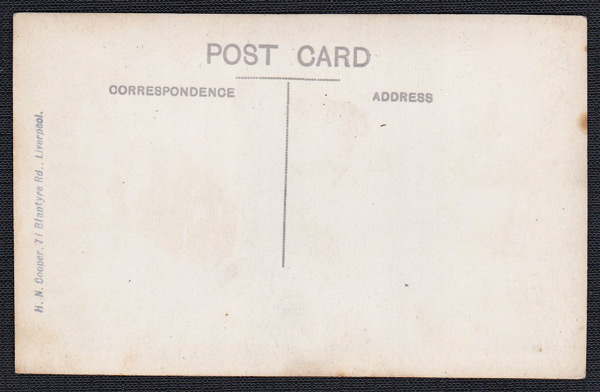 POST CARD
CORRESPONDENCE
ADDRESS
H. N. Cooper, 71 Blantyre Rd., Liverpool.